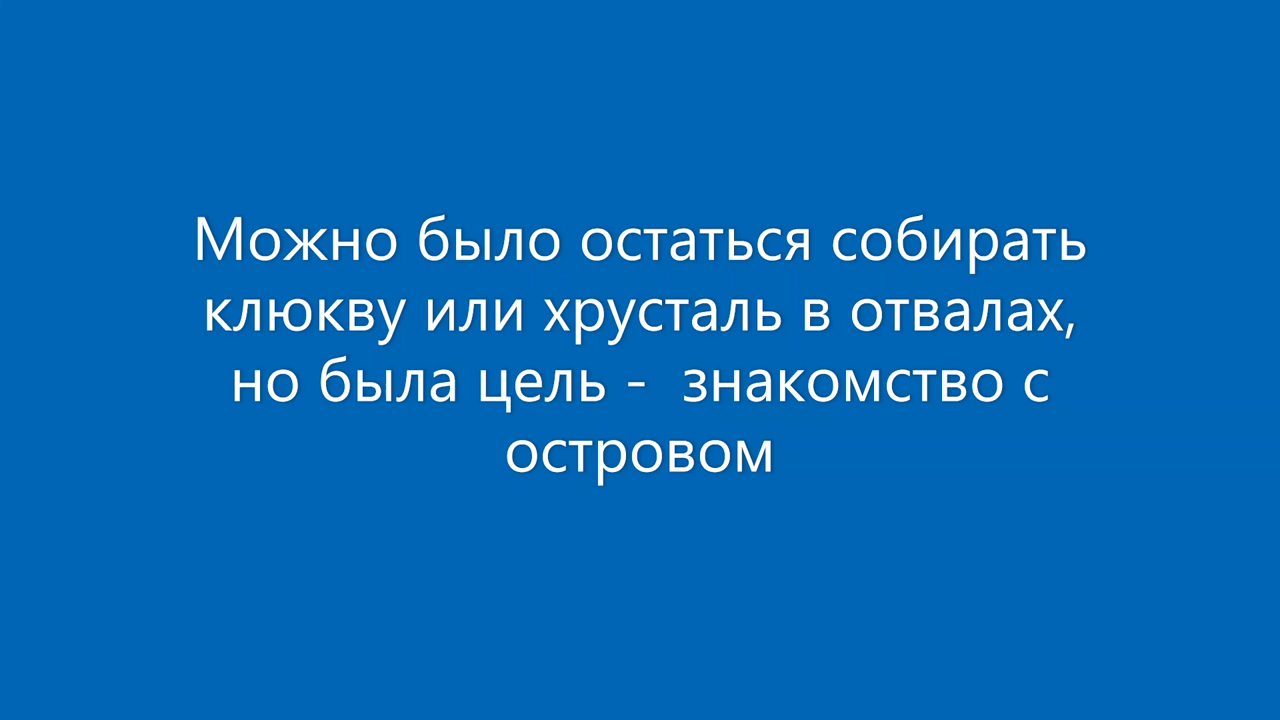 Можно было остаться собирать
клюкву или хрусталь в отвалах,
но была цель -  знакомство с
островом